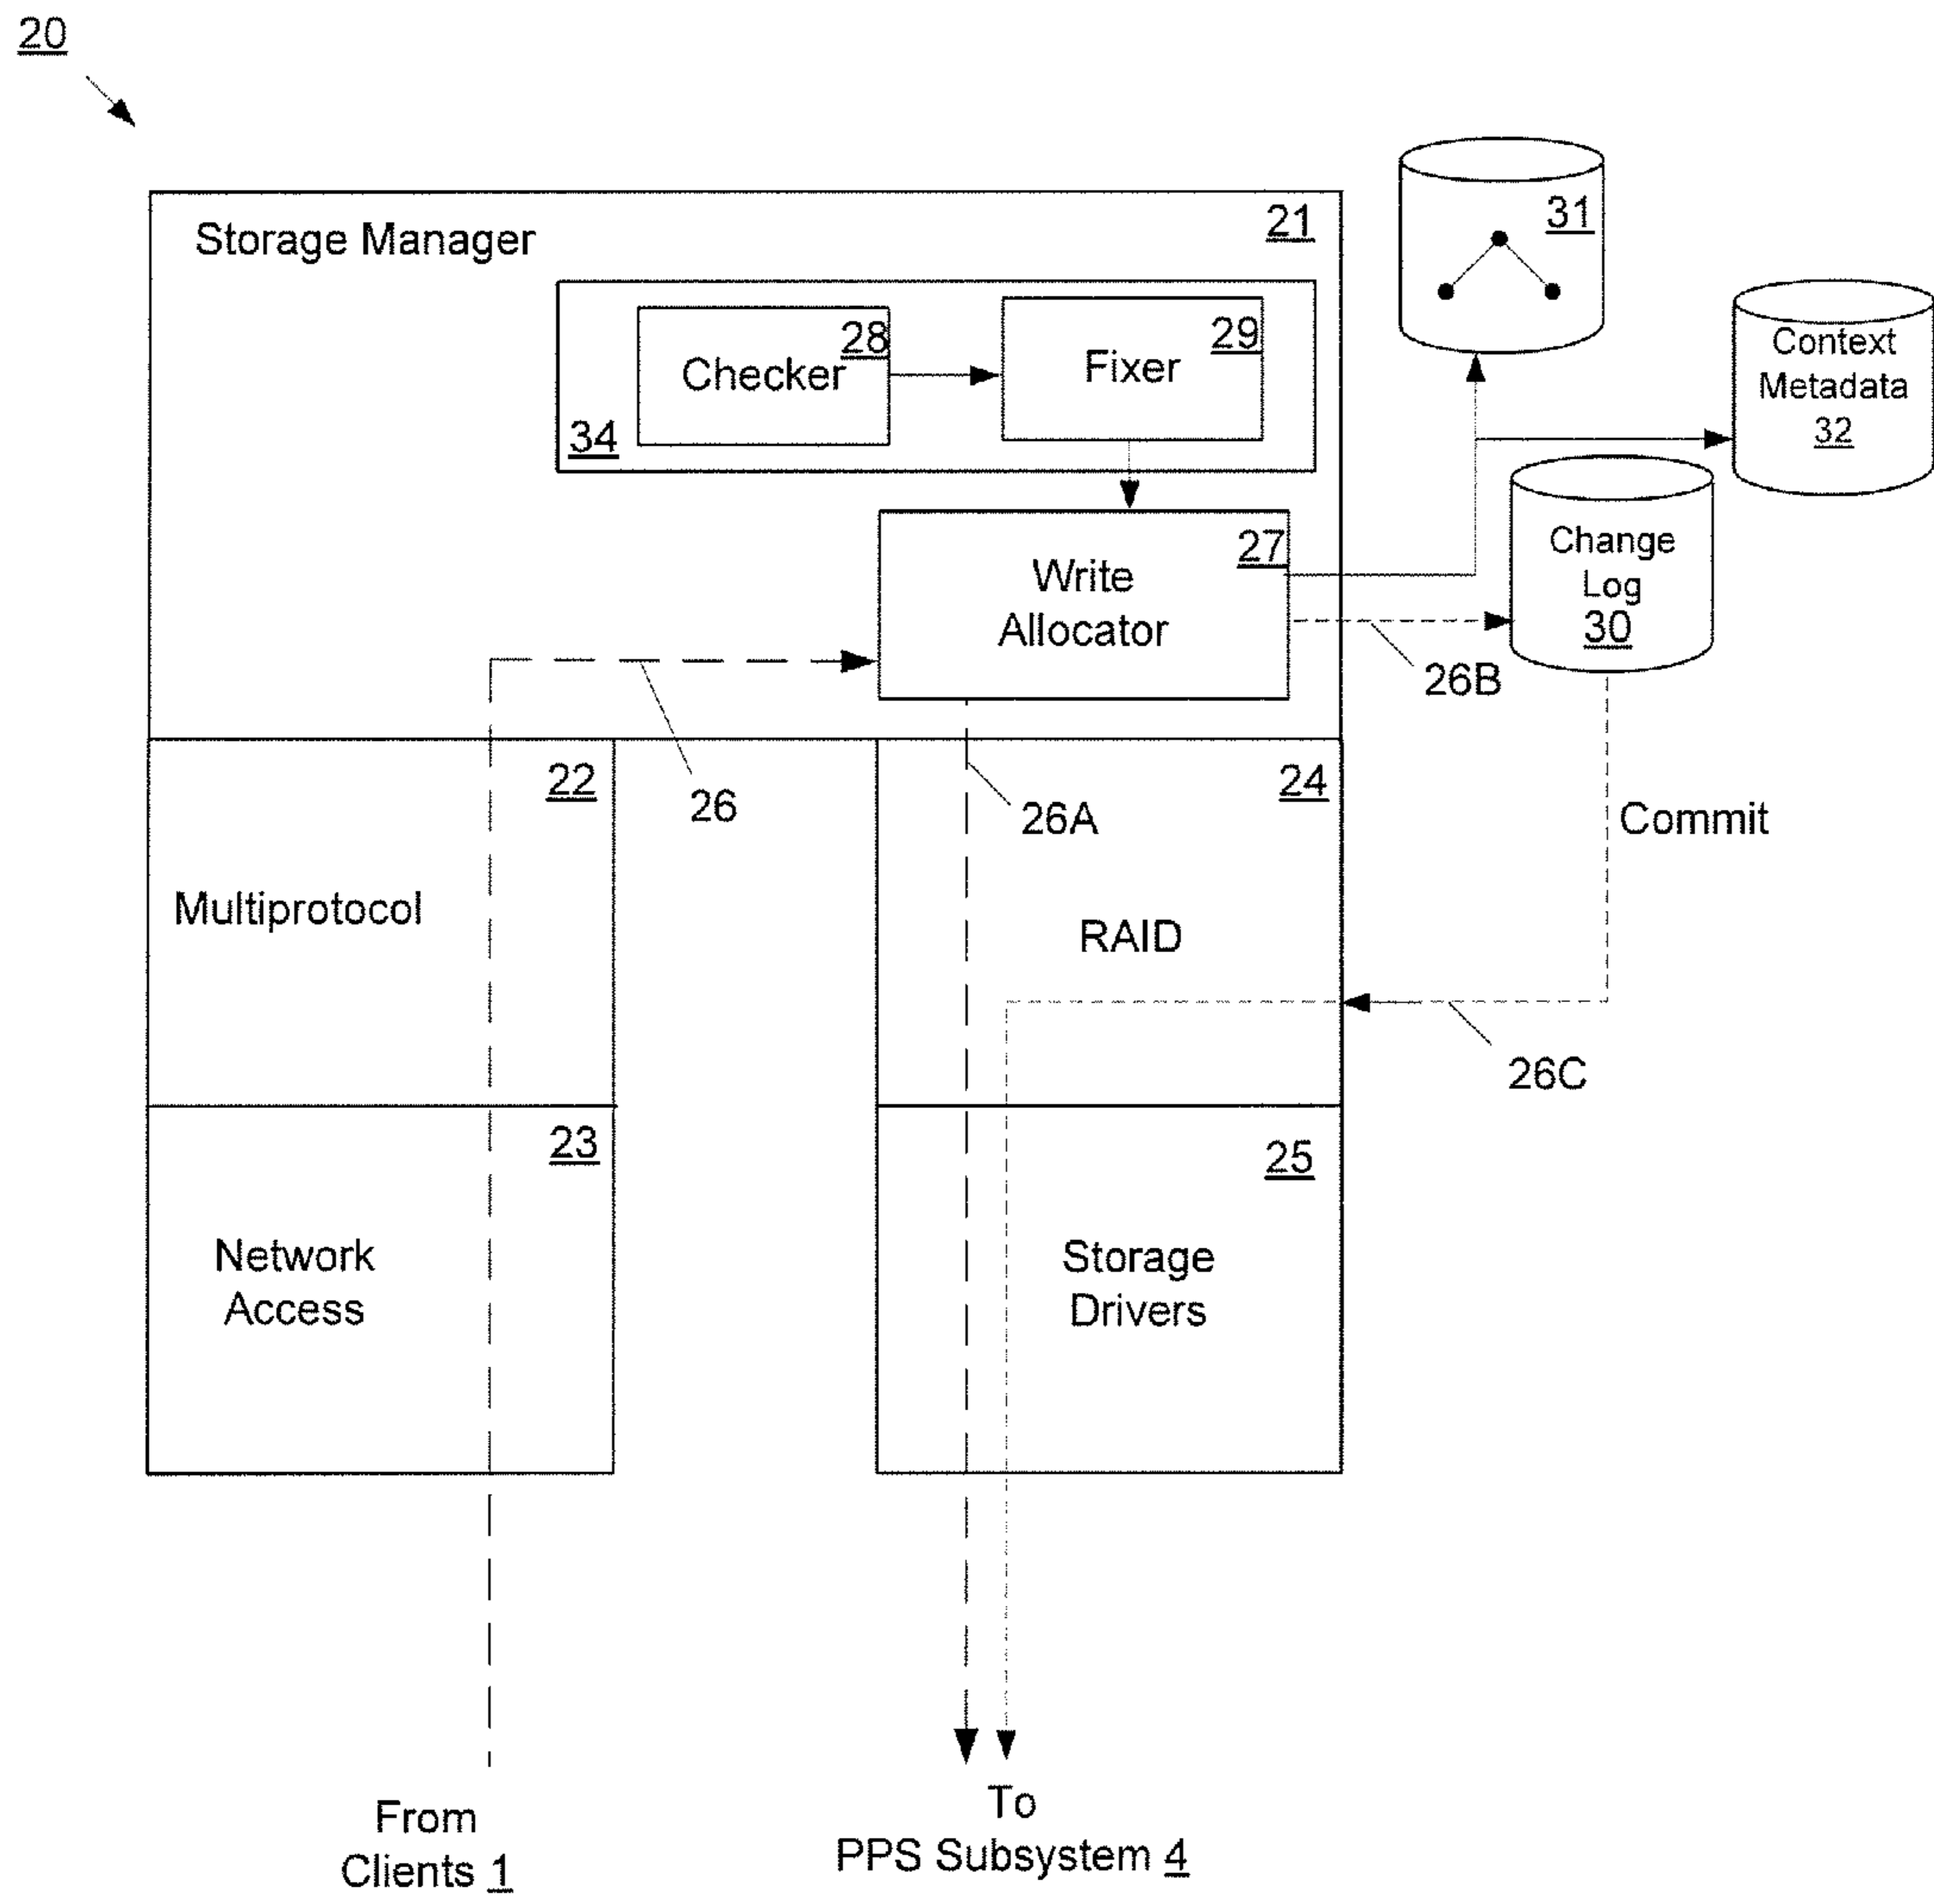 20
Storage Manager
21
31
Checker
28
Fixer
29
34
Context
Metadata
32
Write
Allocator
27
Change
Log
30
26B
26
22
Multiprotocol
26A
24
RAID
Commit
26C
23
Network
Access
25
Storage
Drivers
From
Clients 1
To
PPS Subsystem 4